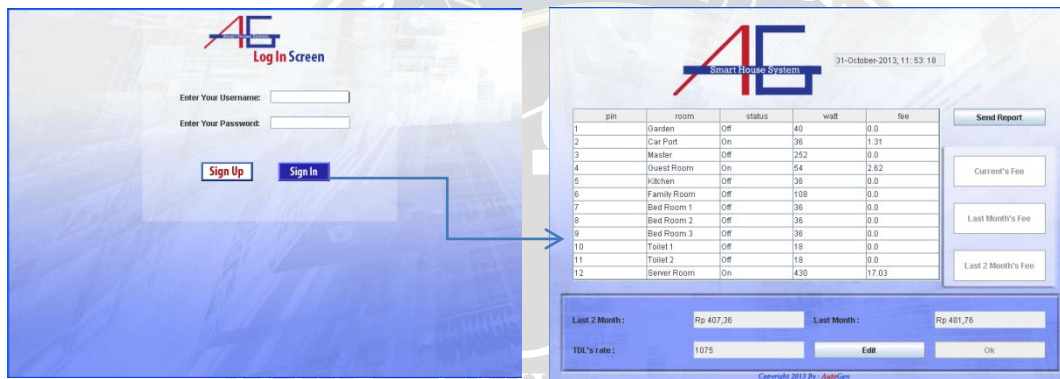 AG
Smart House System
Log In Screen
Enter Your Username:
Enter Your Password:
Sign Up
Sign In
AG
Smart House System
31-October-2013, 11: 53: 18
pin room status watt fee
1 Garden Off 40 0.0
2 Car Port On 36 1.31
3 Master Off 252 0.0
4 Guest Room On 54 2.62
5 Kitchen Off 36 0.0
6 Family Room Off 108 0.0
7 Bed Room 1 Off 36 0.0
8 Bed Room 2 Off 36 0.0
9 Bed Room 3 Off 36 0.0
10 Toilet 1 Off 18 0.0
11 Toilet 2 Off 18 0.0
12 Server Room On 430 17.03
Send Report
Current's Fee
Last Month's Fee
Last 2 Month's Fee
Last 2 Month : Rp 407,36 Last Month : Rp 481,76
TDL's rate : 1075 Edit Ok
Copyright 2013 By : AutoGen